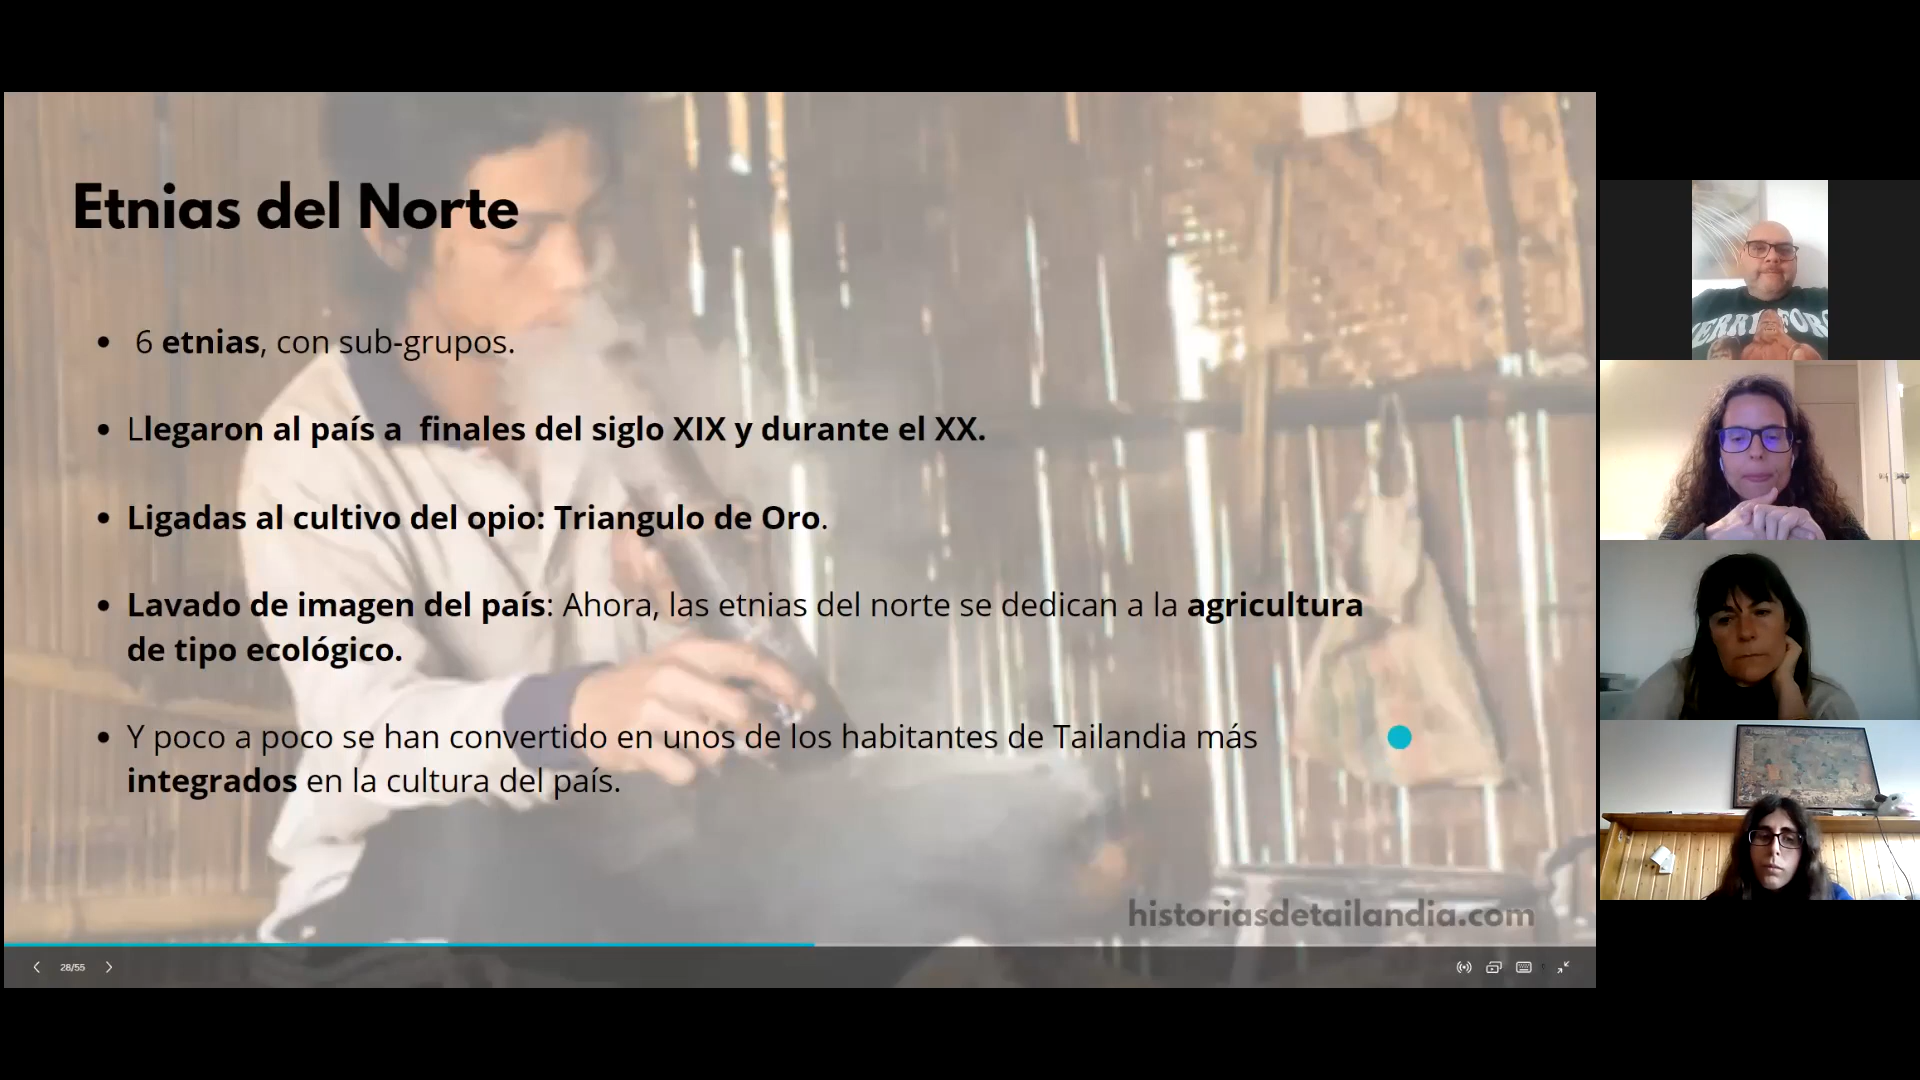 Etnias del Norte
• 6 etnias, con sub-grupos.
• Llegaron al país a finales del siglo XIX y durante el XX.
• Ligadas al cultivo del opio: Triangulo de Oro.
• Lavado de imagen del país: Ahora, las etnias del norte se dedican a la agricultura
de tipo ecológico.
• Y poco a poco se han convertido en unos de los habitantes de Tailandia más
integrados en la cultura del país.
historiasdetailandia.com
28/55